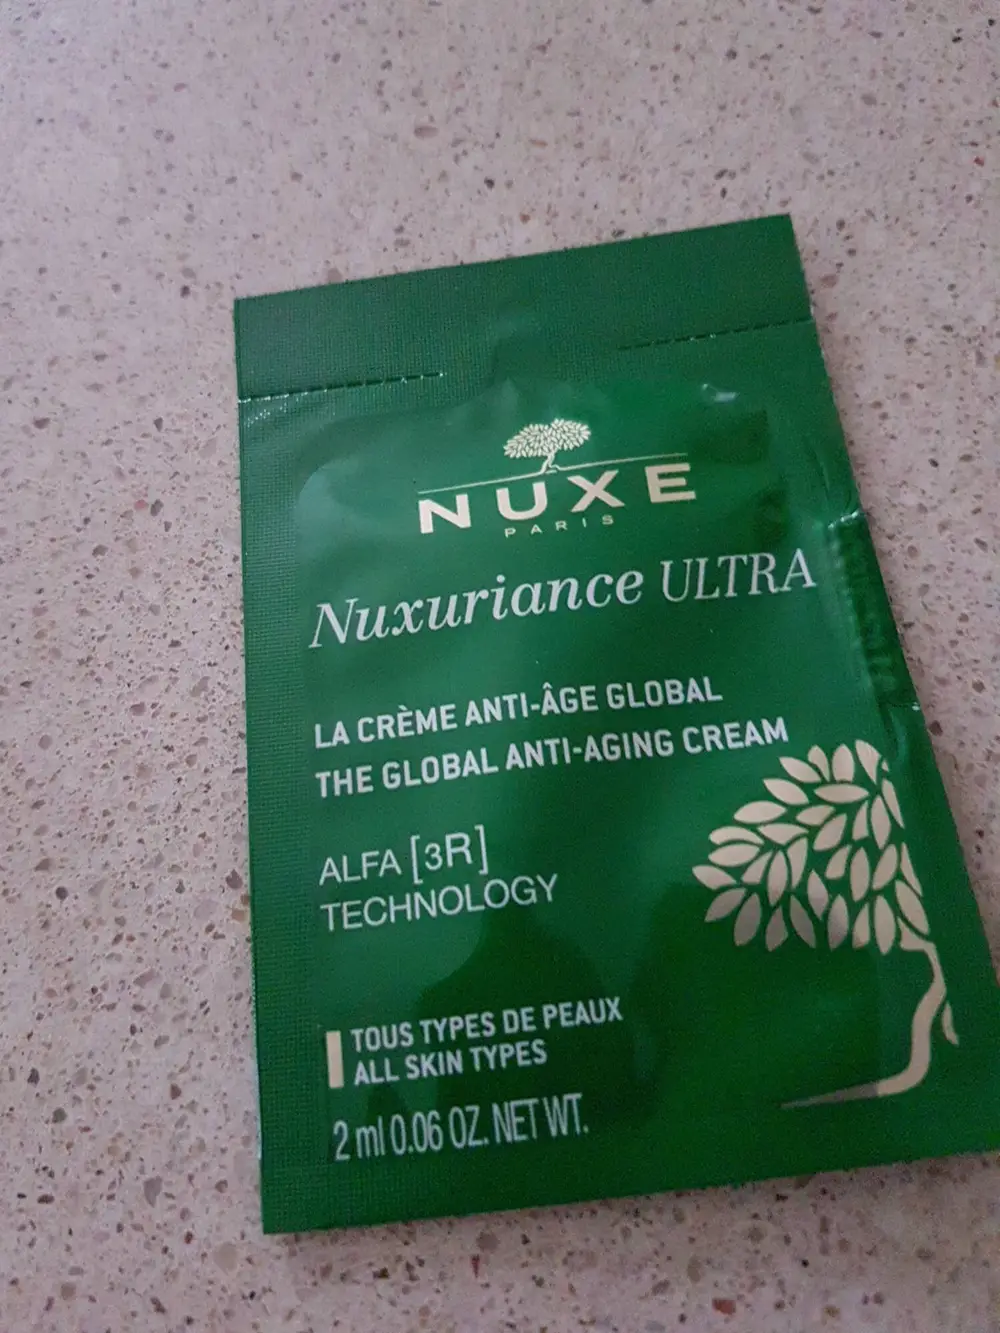 NUXE
PARIS
Nuxuriance ULTRA
LA CRÈME ANTI-ÂGE GLOBAL
THE GLOBAL ANTI-AGING CREAM
ALFA [3R]
TECHNOLOGY
TOUS TYPES DE PEAUX
ALL SKIN TYPES
2 ml 0.06 OZ. NET WT.